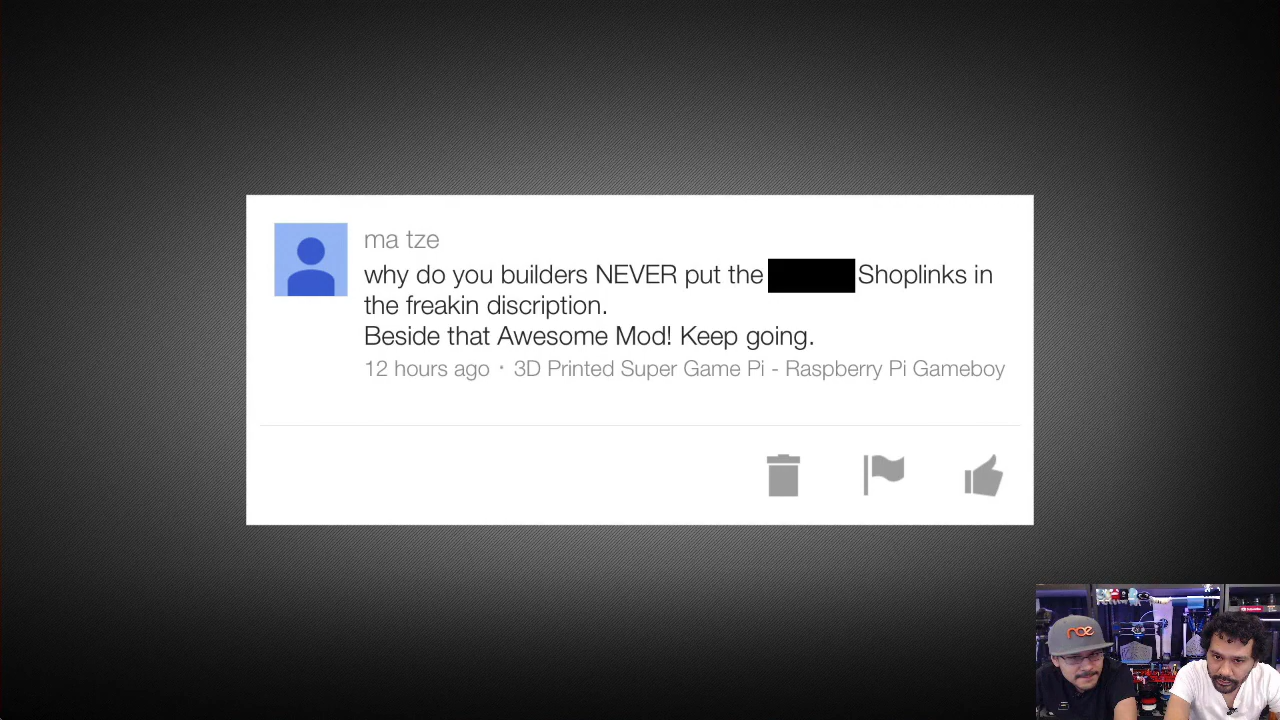 ma tze
why do you builders NEVER put the Shoplinks in
the freakin discription.
Beside that Awesome Mod! Keep going.
12 hours ago · 3D Printed Super Game Pi - Raspberry Pi Gameboy
noe